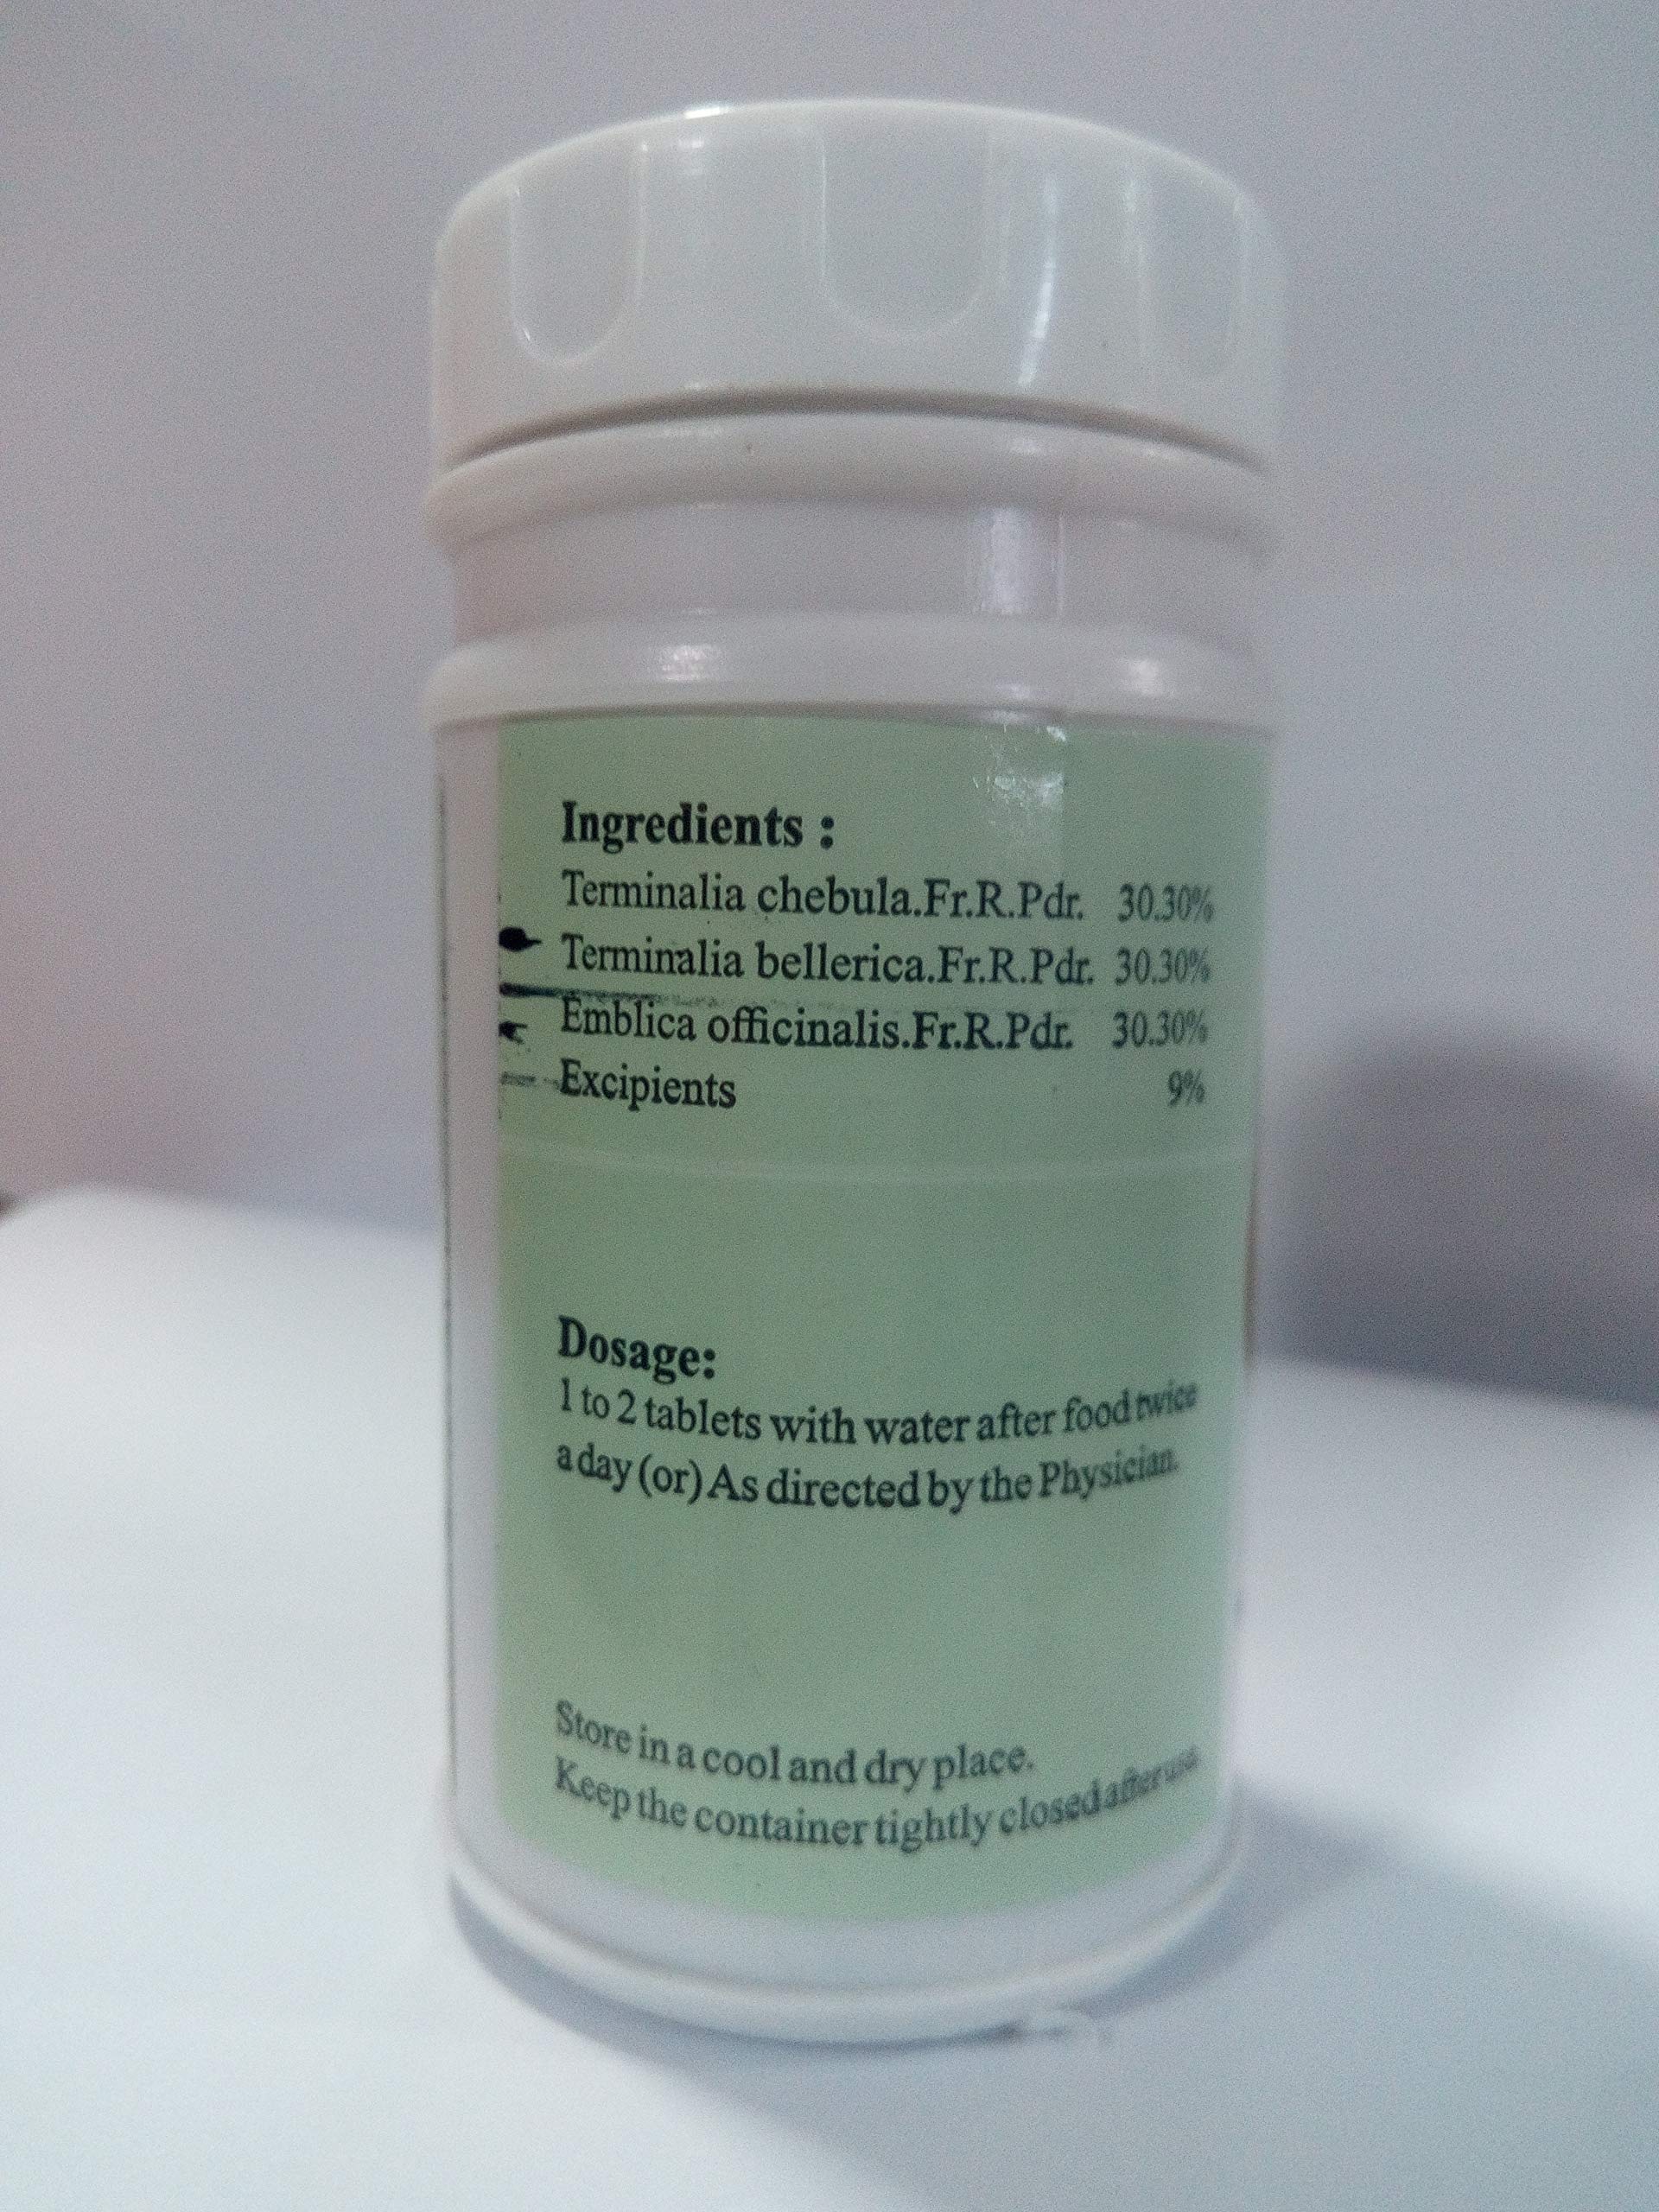 Ingredients :
Terminalia chebula.Fr.R.Pdr. 30.30%
Terminalia bellerica.Fr.R.Pdr. 30.30%
Emblica officinalis.Fr.R.Pdr. 30.30%
Excipients 9%
Dosage:
1 to 2 tablets with water after food twice
a day (or) As directed by the Physician.
Store in a cool and dry place.
Keep the container tightly closed after use